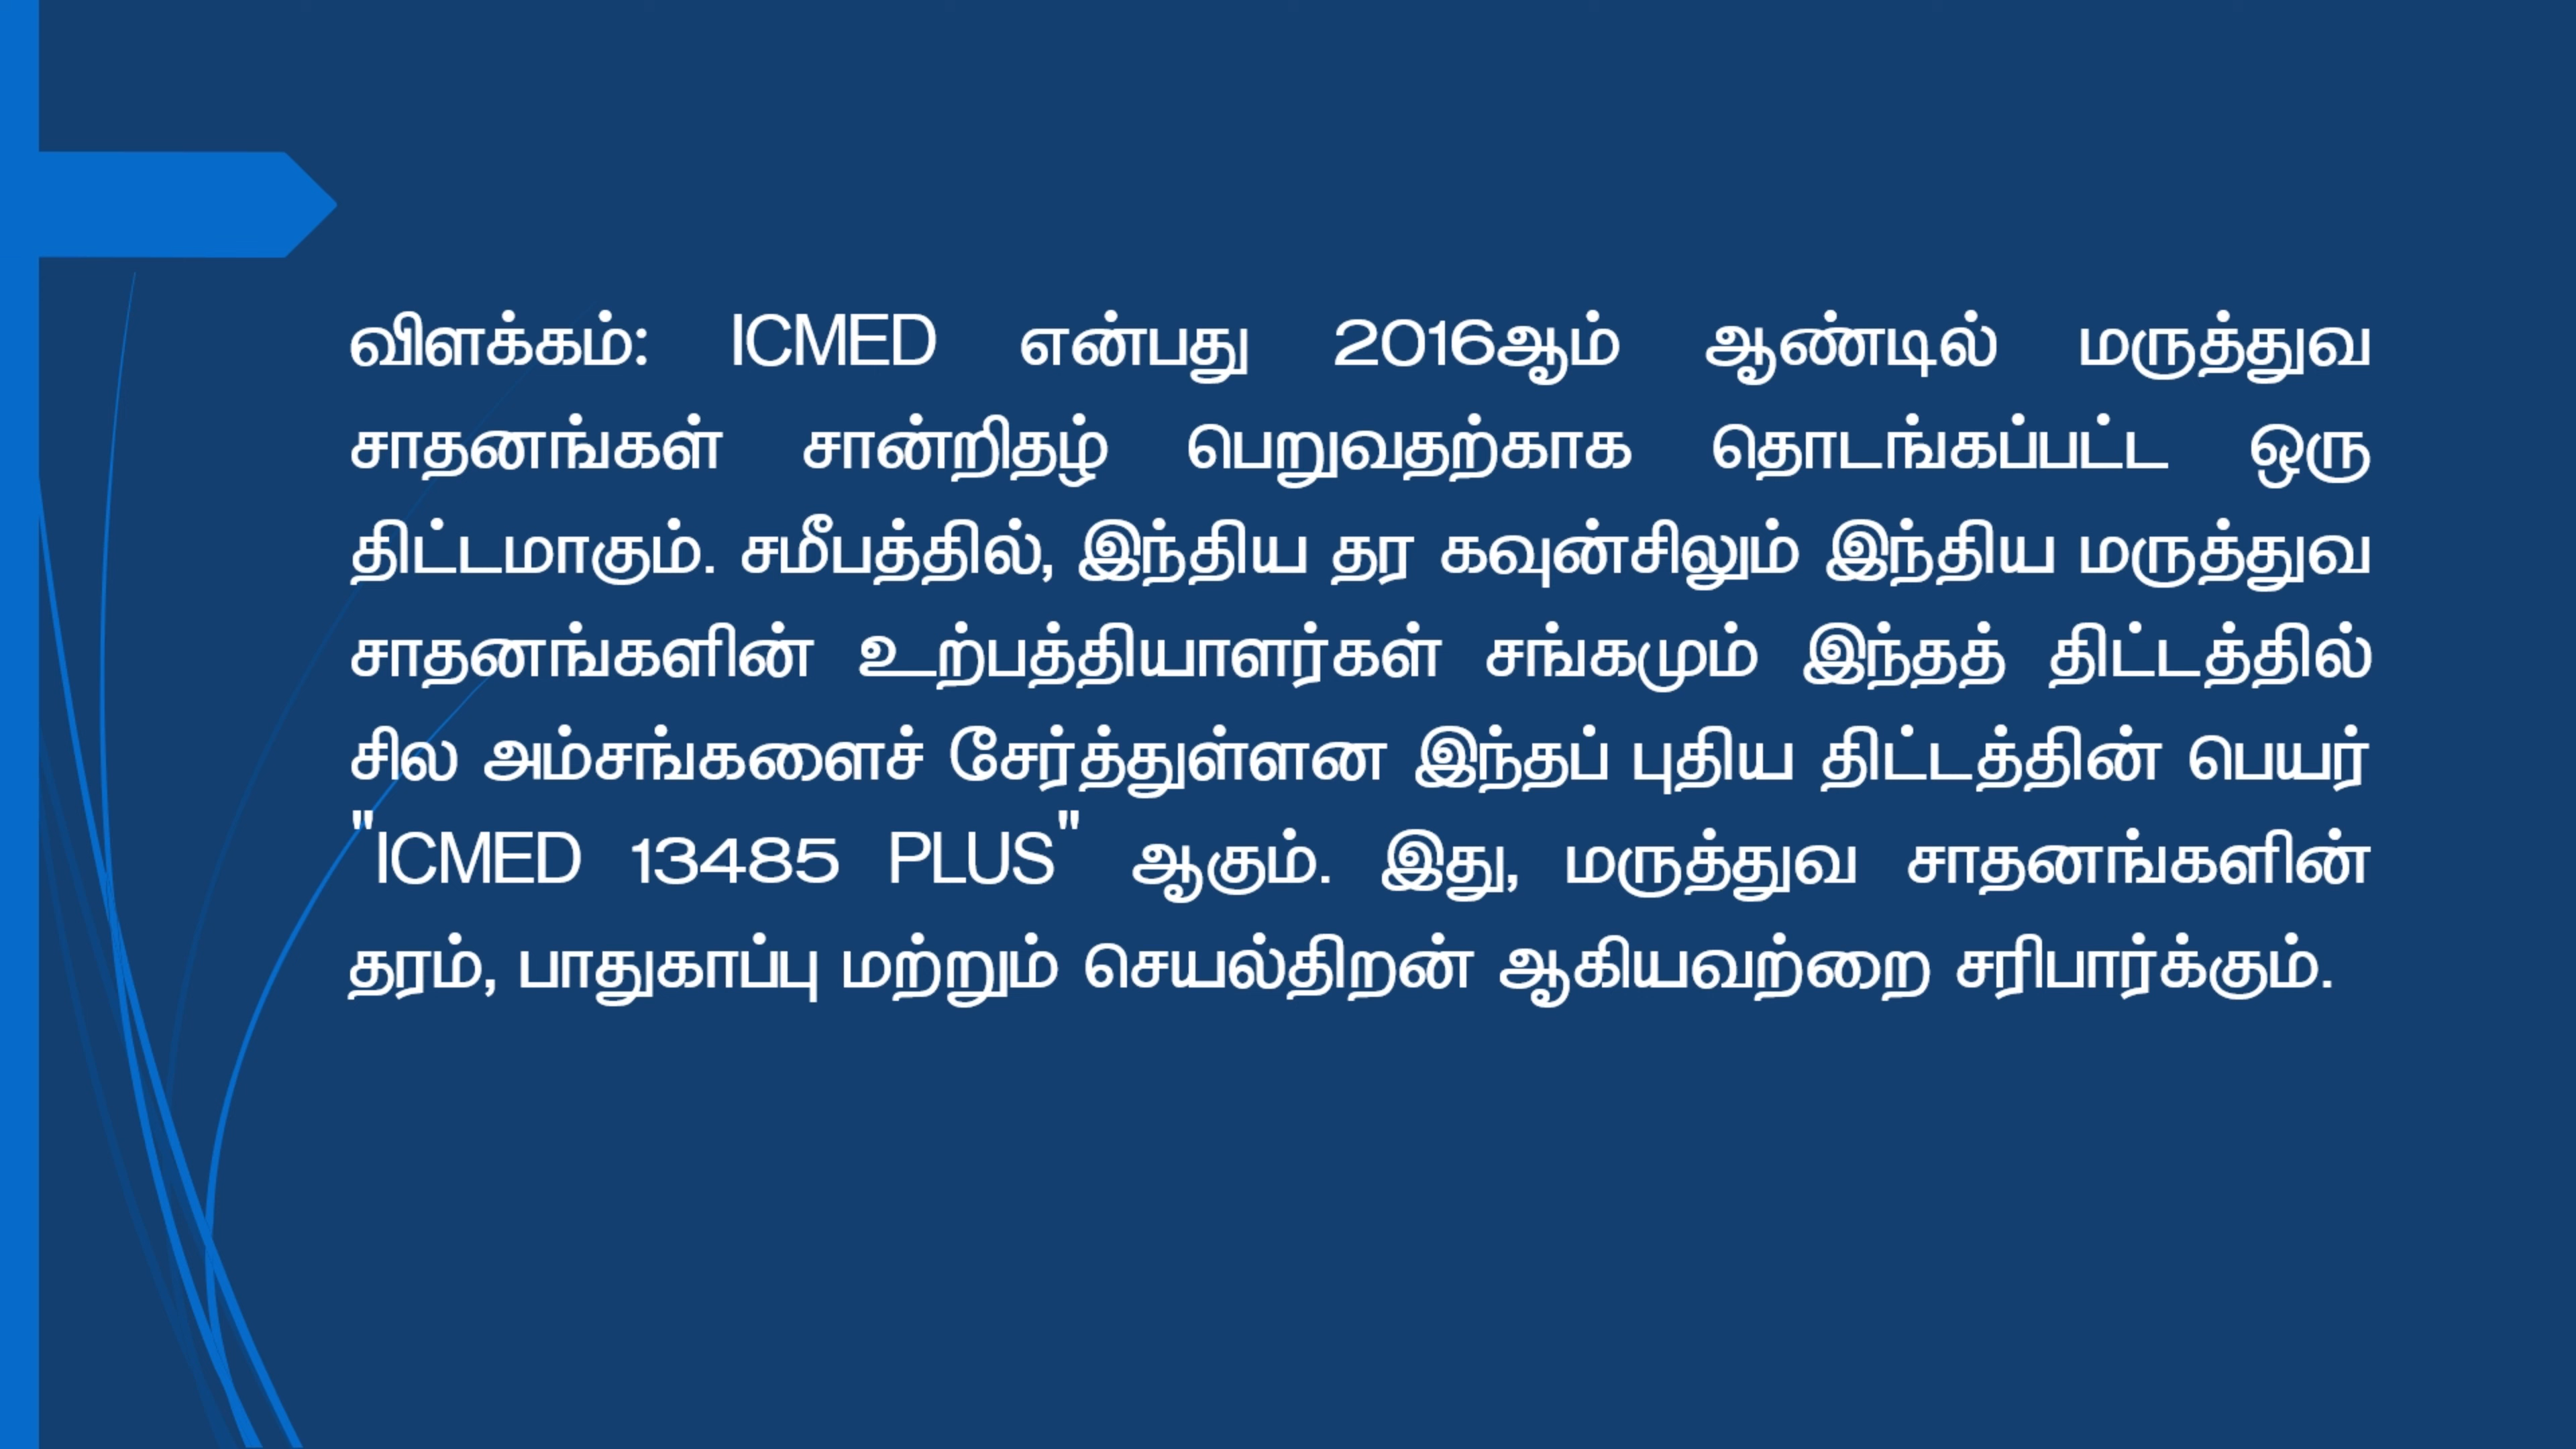 விளக்கம்: ICMED என்பது 2016ஆம் ஆண்டில் மருத்துவ
சாதனங்கள் சான்றிதழ் பெறுவதற்காக தொடங்கப்பட்ட ஒரு
திட்டமாகும். சமீபத்தில், இந்திய தர கவுன்சிலும் இந்திய மருத்துவ
சாதனங்களின் உற்பத்தியாளர்கள் சங்கமும் இந்தத் திட்டத்தில்
சில அம்சங்களைச் சேர்த்துள்ளன இந்தப் புதிய திட்டத்தின் பெயர்
"ICMED 13485 PLUS" ஆகும். இது, மருத்துவ சாதனங்களின்
தரம், பாதுகாப்பு மற்றும் செயல்திறன் ஆகியவற்றை சரிபார்க்கும்.